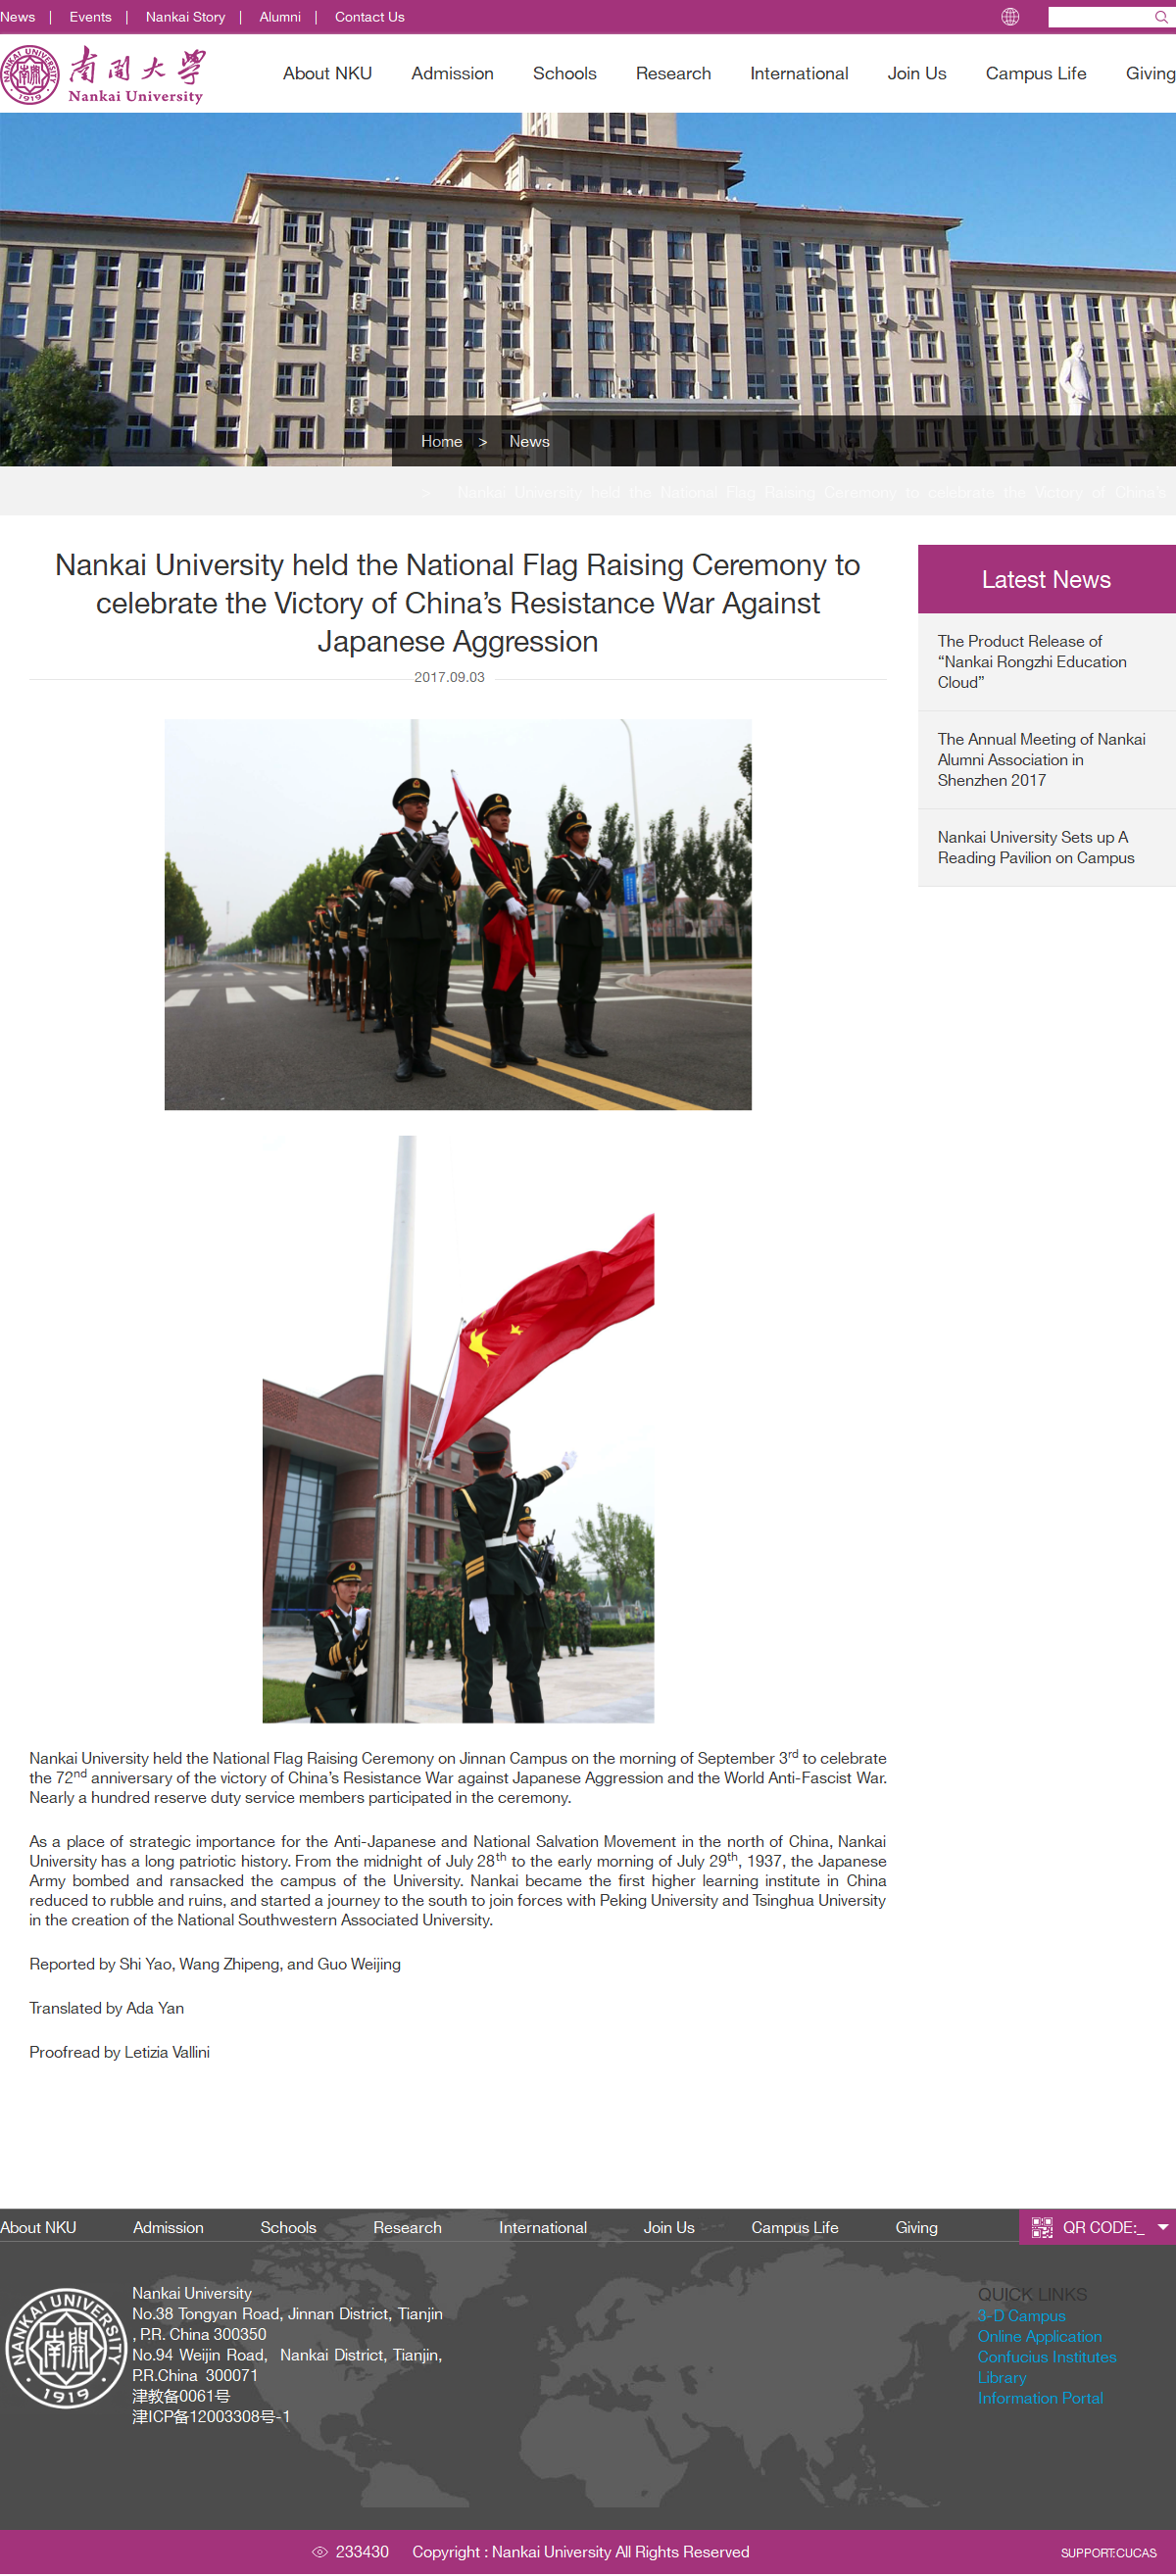 News | Events | Nankai Story | Alumni | Contact Us
NANKAI UNIVERSITY
1919
南開大學
Nankai University
About NKU Admission Schools Research International Join Us Campus Life Giving
Home > News
> Nankai University held the National Flag Raising Ceremony to celebrate the Victory of China's
Nankai University held the National Flag Raising Ceremony to
celebrate the Victory of China’s Resistance War Against
Japanese Aggression
2017.09.03
Latest News
The Product Release of
“Nankai Rongzhi Education
Cloud”
The Annual Meeting of Nankai
Alumni Association in
Shenzhen 2017
Nankai University Sets up A
Reading Pavilion on Campus
Nankai University held the National Flag Raising Ceremony on Jinnan Campus on the morning of September 3rd to celebrate
the 72nd anniversary of the victory of China’s Resistance War against Japanese Aggression and the World Anti-Fascist War.
Nearly a hundred reserve duty service members participated in the ceremony.
As a place of strategic importance for the Anti-Japanese and National Salvation Movement in the north of China, Nankai
University has a long patriotic history. From the midnight of July 28th to the early morning of July 29th, 1937, the Japanese
Army bombed and ransacked the campus of the University. Nankai became the first higher learning institute in China
reduced to rubble and ruins, and started a journey to the south to join forces with Peking University and Tsinghua University
in the creation of the National Southwestern Associated University.
Reported by Shi Yao, Wang Zhipeng, and Guo Weijing
Translated by Ada Yan
Proofread by Letizia Vallini
About NKU Admission Schools Research International Join Us Campus Life Giving QR CODE:_
NANKAI UNIVERSITY
南開
1919
Nankai University
No.38 Tongyan Road, Jinnan District, Tianjin
, P.R. China 300350
No.94 Weijin Road, Nankai District, Tianjin,
P.R.China 300071
津教备0061号
津ICP备12003308号-1
QUICK LINKS
3-D Campus
Online Application
Confucius Institutes
Library
Information Portal
233430 Copyright : Nankai University All Rights Reserved
SUPPORT:CUCAS